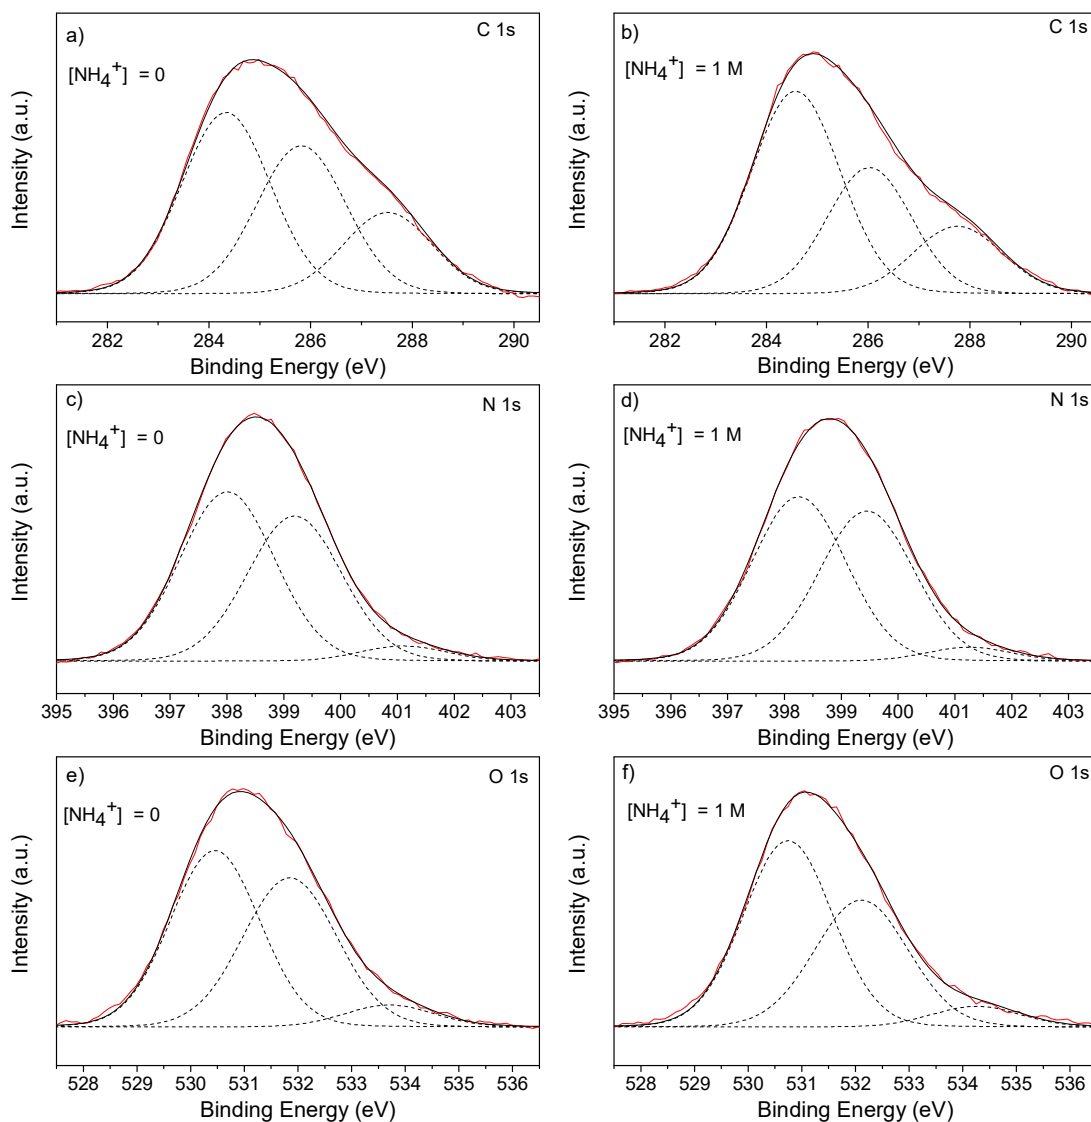 a)
C 1s
[NH4+] = 0
Intensity (a.u.)
282 284 286 288 290
Binding Energy (eV)
b)
C 1s
[NH4+] = 1 M
Intensity (a.u.)
282 284 286 288 290
Binding Energy (eV)
c)
N 1s
[NH4+] = 0
Intensity (a.u.)
395 396 397 398 399 400 401 402 403
Binding Energy (eV)
d)
N 1s
[NH4+] = 1 M
Intensity (a.u.)
395 396 397 398 399 400 401 402 403
Binding Energy (eV)
e)
O 1s
[NH4+] = 0
Intensity (a.u.)
528 529 530 531 532 533 534 535 536
Binding Energy (eV)
f)
O 1s
[NH4+] = 1 M
Intensity (a.u.)
528 529 530 531 532 533 534 535 536
Binding Energy (eV)